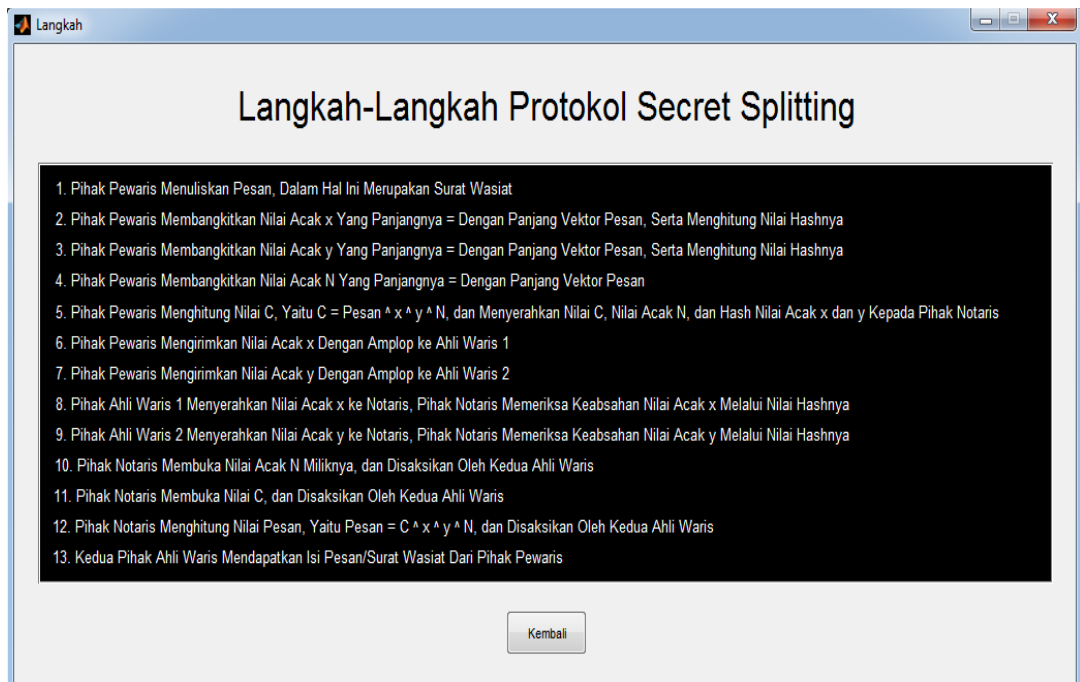 Langkah
Langkah-Langkah Protokol Secret Splitting
1. Pihak Pewaris Menuliskan Pesan, Dalam Hal Ini Merupakan Surat Wasiat
2. Pihak Pewaris Membangkitkan Nilai Acak x Yang Panjangnya = Dengan Panjang Vektor Pesan, Serta Menghitung Nilai Hashnya
3. Pihak Pewaris Membangkitkan Nilai Acak y Yang Panjangnya = Dengan Panjang Vektor Pesan, Serta Menghitung Nilai Hashnya
4. Pihak Pewaris Membangkitkan Nilai Acak N Yang Panjangnya = Dengan Panjang Vektor Pesan
5. Pihak Pewaris Menghitung Nilai C, Yaitu C = Pesan ^ x ^ y ^ N, dan Menyerahkan Nilai C, Nilai Acak N, dan Hash Nilai Acak x dan y Kepada Pihak Notaris
6. Pihak Pewaris Mengirimkan Nilai Acak x Dengan Amplop ke Ahli Waris 1
7. Pihak Pewaris Mengirimkan Nilai Acak y Dengan Amplop ke Ahli Waris 2
8. Pihak Ahli Waris 1 Menyerahkan Nilai Acak x ke Notaris, Pihak Notaris Memeriksa Keabsahan Nilai Acak x Melalui Nilai Hashnya
9. Pihak Ahli Waris 2 Menyerahkan Nilai Acak y ke Notaris, Pihak Notaris Memeriksa Keabsahan Nilai Acak y Melalui Nilai Hashnya
10. Pihak Notaris Membuka Nilai Acak N Miliknya, dan Disaksikan Oleh Kedua Ahli Waris
11. Pihak Notaris Membuka Nilai C, dan Disaksikan Oleh Kedua Ahli Waris
12. Pihak Notaris Menghitung Nilai Pesan, Yaitu Pesan = C ^ x ^ y ^ N, dan Disaksikan Oleh Kedua Ahli Waris
13. Kedua Pihak Ahli Waris Mendapatkan Isi Pesan/Surat Wasiat Dari Pihak Pewaris
Kembali